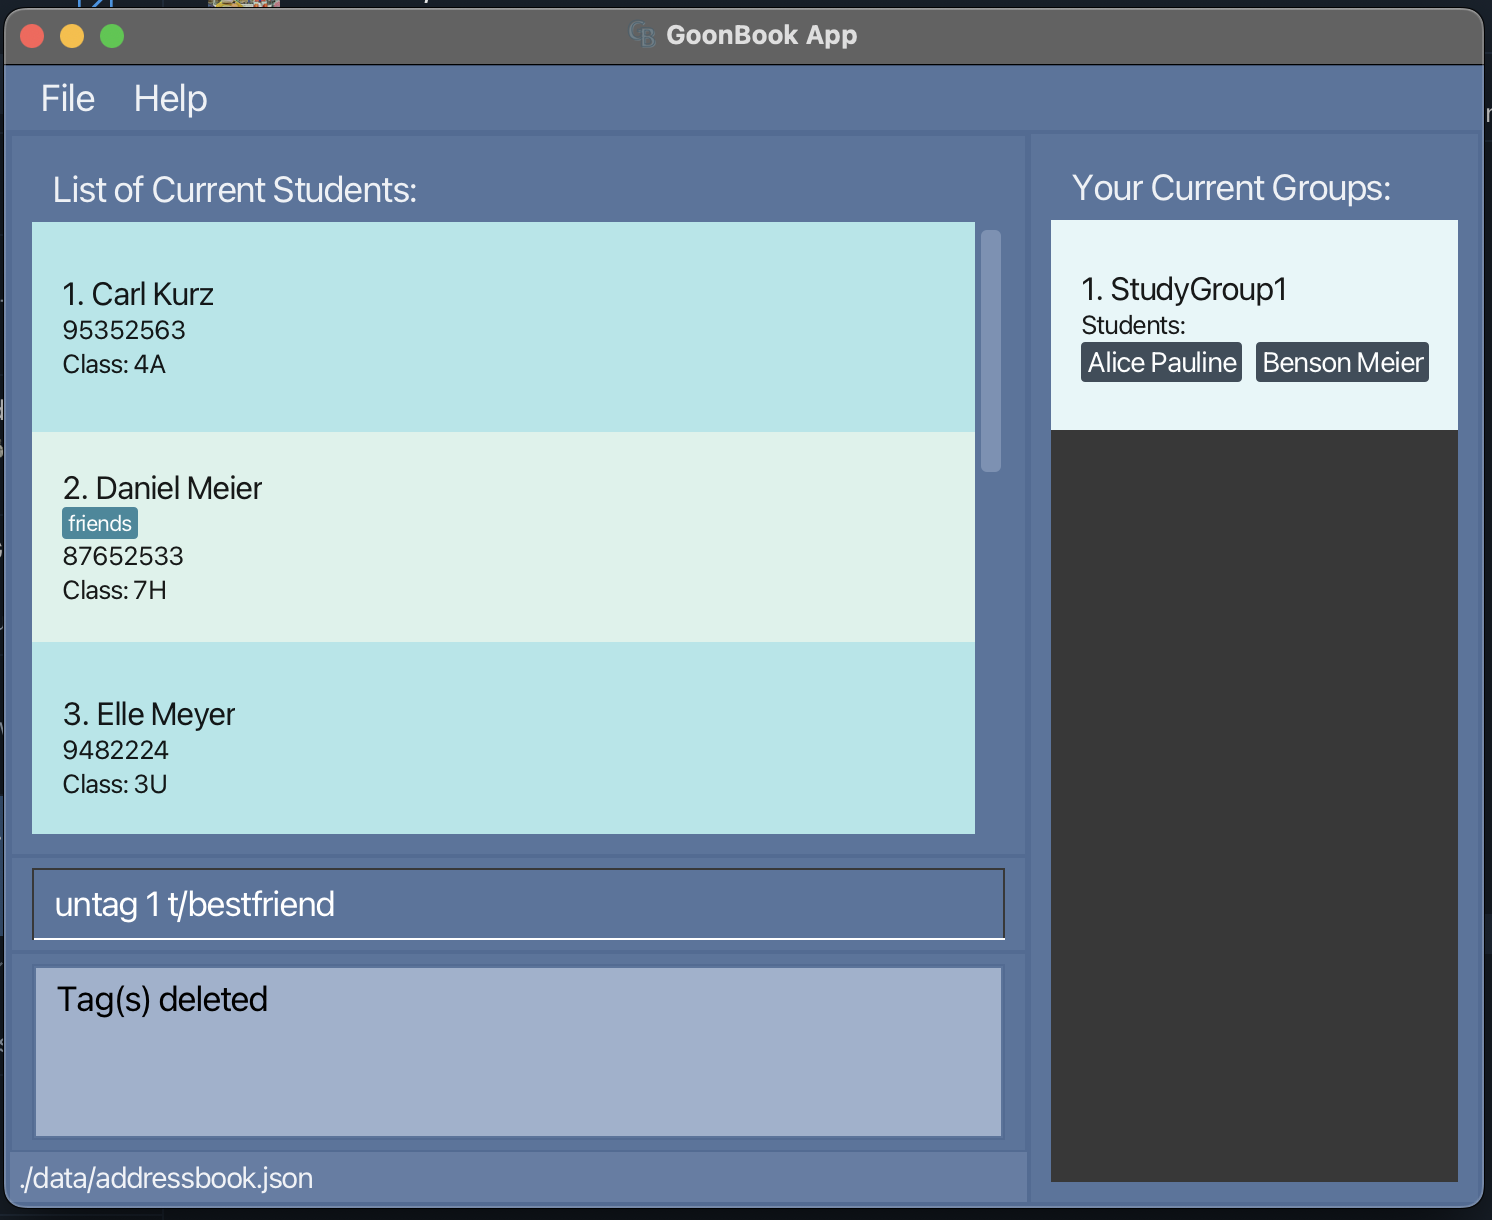 GoonBook App
File Help
List of Current Students:
1. Carl Kurz
95352563
Class: 4A
2. Daniel Meier
friends
87652533
Class: 7H
3. Elle Meyer
9482224
Class: 3U
untag 1 t/bestfriend
Tag(s) deleted
./data/addressbook.json
Your Current Groups:
1. StudyGroup1
Students:
Alice Pauline Benson Meier